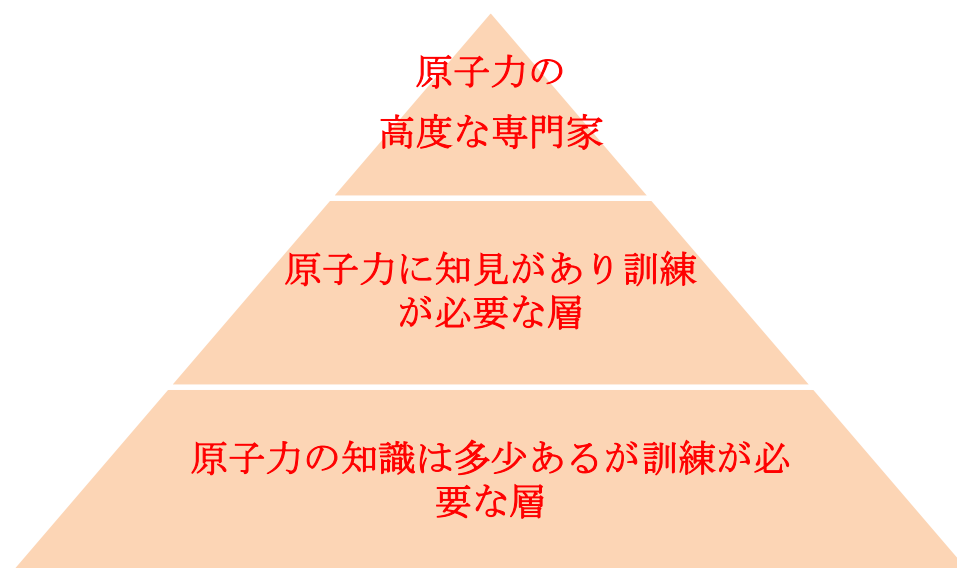 原子力の
高度な専門家
原子力に知見があり訓練
が必要な層
原子力の知識は多少あるが訓練が必
要な層